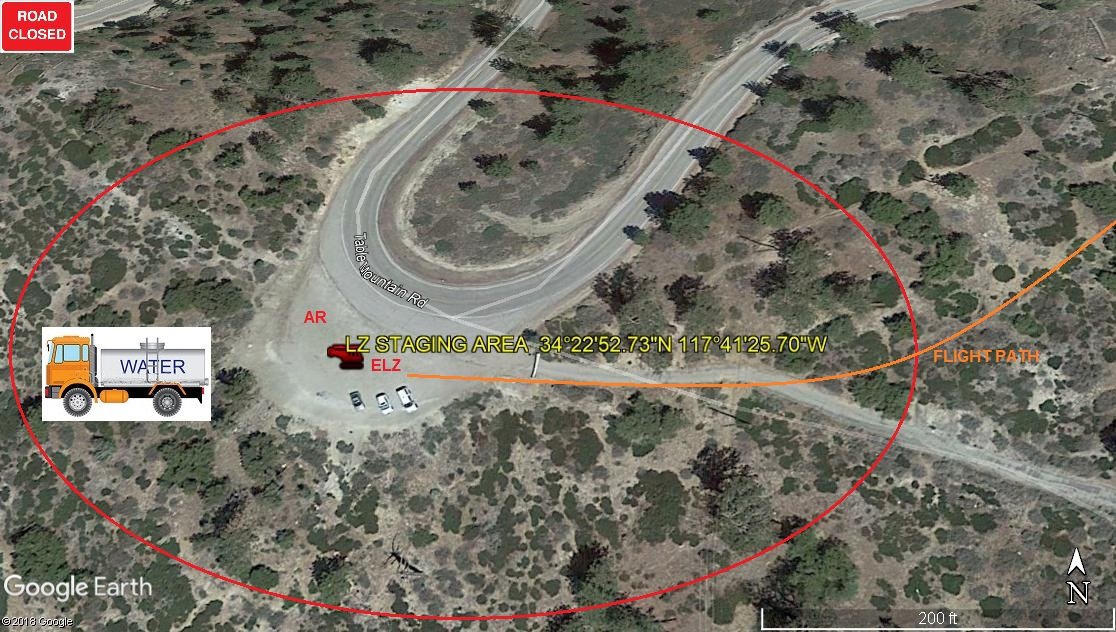 ROAD
CLOSED
Table Mountain Rd
AR
LZ STAGING AREA 34°22'52.73"N 117°41'25.70"W
ELZ
FLIGHT PATH
WATER
Google Earth
©2018 Google
N
200 ft